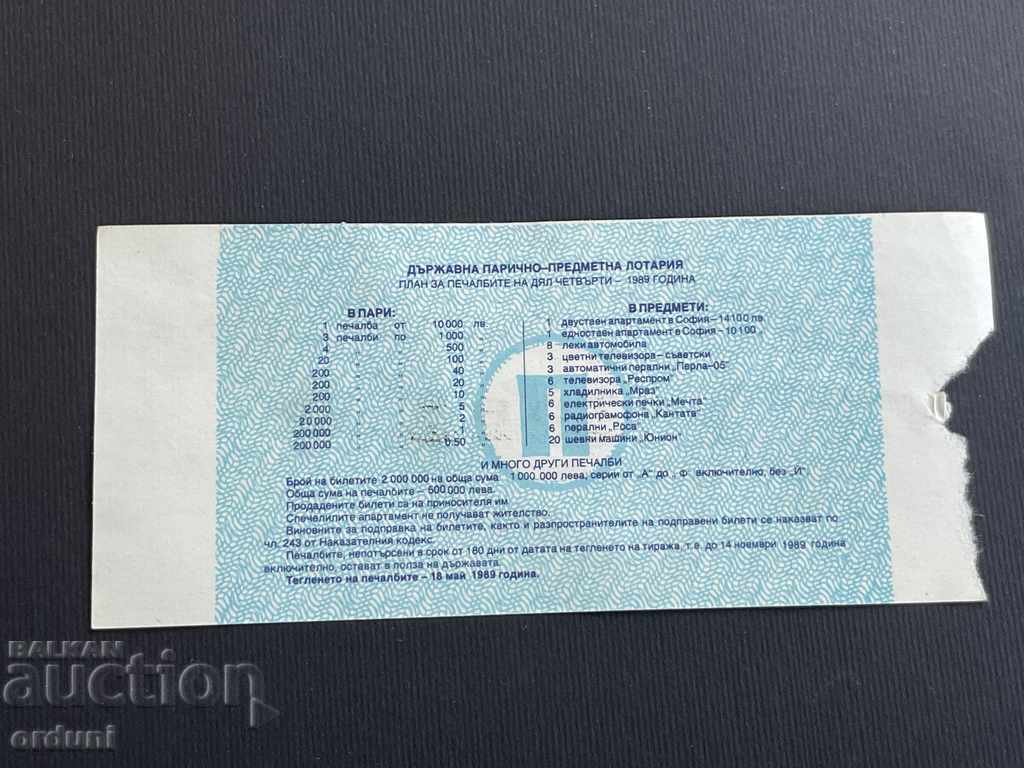 ДЪРЖАВНА ПАРИЧНО–ПРЕДМЕТНА ЛОТАРИЯ
ПЛАН ЗА ПЕЧАЛБИТЕ НА ДЯЛ ЧЕТВЪРТИ – 1989 ГОДИНА
В ПАРИ:
1 печалба от 10 000 лв.
3 печалби по 1 000 "
4 " " 500 "
20 " " 100 "
200 " " 40 "
200 " " 20 "
200 " " 10 "
2.000 " " 5 "
20 000 " " 2 "
200 000 " " 1 "
200 000 " " 0.50 "
В ПРЕДМЕТИ:
1 двустаен апартамент в София – 14100 лв.
1 едностаен апартамент в София – 10 100 "
8 леки автомобила
3 цветни телевизора – съветски
3 автоматични перални „Перла-05"
6 телевизора „Респром"
5 хладилника „Мраз"
6 електрически печки „Мечта"
6 радиограмофона „Кантата"
6 перални „Роса"
20 шевни машини „Юнион"
И МНОГО ДРУГИ ПЕЧАЛБИ
Брой на билетите 2 000 000 на обща сума 1 000 000 лева, серии от „А" до „Ф" включително, без „Й"
Обща сума на печалбите – 600 000 лева.
Продадените билети са на приносителя им
Спечелилите апартамент не получават жителство.
Виновните за подправка на билетите, както и разпространителите на подправени билети се наказват по
чл. 243 от Наказателния кодекс.
Печалбите, непотърсени в срок от 180 дни от датата на тегленето на тиража, т.е. до 14 ноември 1989 година
включително, остават в полза на държавата.
Тегленето на печалбите – 18 май 1989 година.
BALKAN
auction
orduni